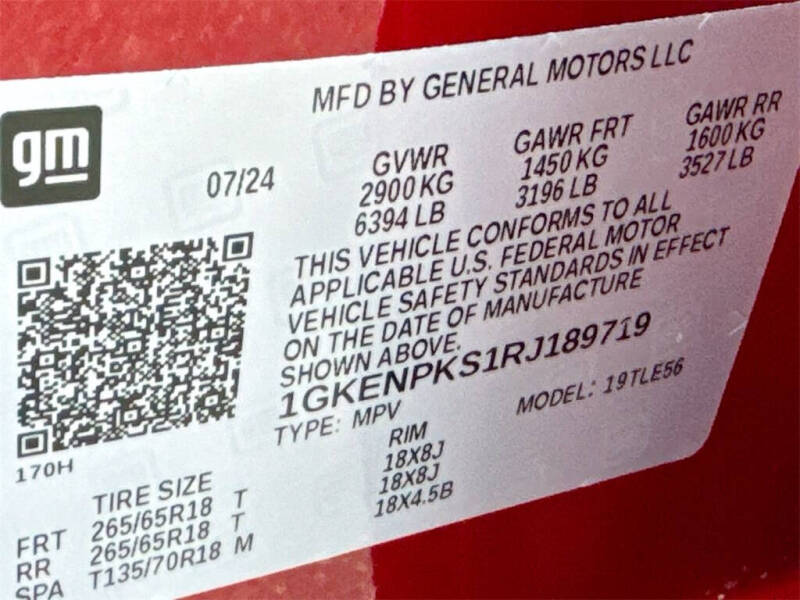 MFD BY GENERAL MOTORS LLC
gm
07/24
GVWR
2900 KG
6394 LB
GAWR FRT
1450 KG
3196 LB
GAWR RR
1600 KG
3527 LB
THIS VEHICLE CONFORMS TO ALL
APPLICABLE U.S. FEDERAL MOTOR
VEHICLE SAFETY STANDARDS IN EFFECT
ON THE DATE OF MANUFACTURE
SHOWN ABOVE.
1GKENPKS1RJ189719
TYPE: MPV MODEL: 19TLE56
170H
TIRE SIZE RIM
FRT 265/65R18 T 18X8J
RR 265/65R18 T 18X8J
SPA T135/70R18 M 18X4.5B